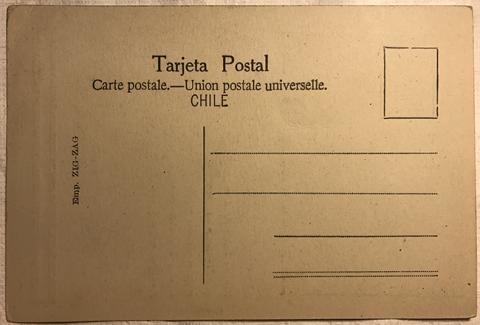 Tarjeta Postal
Carte postale.—Union postale universelle.
CHILE
Emp. ZIG-ZAG